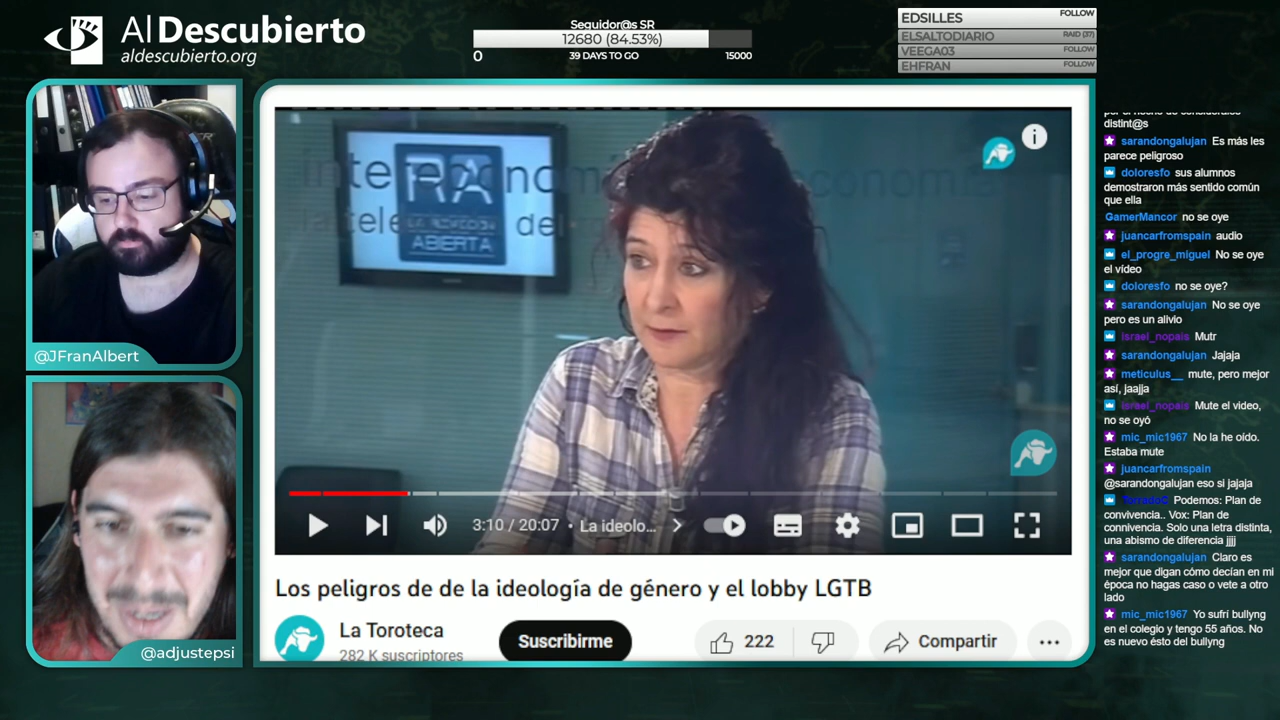 Al Descubierto
aldescubierto.org
Seguidor@s SR
12680 (84.53%)
0
39 DAYS TO GO
15000
EDSILLES
FOLLOW
ELSALTODIARIO
RAID (37)
VEEGA03
FOLLOW
EHFRAN
FOLLOW
@JFranAlbert
@adjustepsi
RA
ABIERTA
3:10 / 20:07 • La ideolo...
Los peligros de de la ideología de género y el lobby LGTB
La Toroteca
282 K suscriptores
Suscribirme
222
Compartir
distint@s
sarandongalujan Es más les
parece peligroso
doloresfo sus alumnos
demostraron más sentido común
que ella
GamerMancor no se oye
juancarfromspain audio
el_progre_miguel No se oye
el vídeo
doloresfo no se oye?
sarandongalujan No se oye
pero es un alivio
israel_nopais Mutr
sarandongalujan Jajaja
meticulus__ mute, pero mejor
así, jaajja
israel_nopais Mute el video,
no se oyó
mic_mic1967 No la he oído.
Estaba mute
juancarfromspain
@sarandongalujan eso si jajaja
Podemos: Plan de
convivencia.. Vox: Plan de
connivencia. Solo una letra distinta,
una abismo de diferencia jjjj
sarandongalujan Claro es
mejor que digan cómo decían en mi
época no hagas caso o vete a otro
lado
mic_mic1967 Yo sufrí bullyng
en el colegio y tengo 55 años. No
es nuevo ésto del bullyng